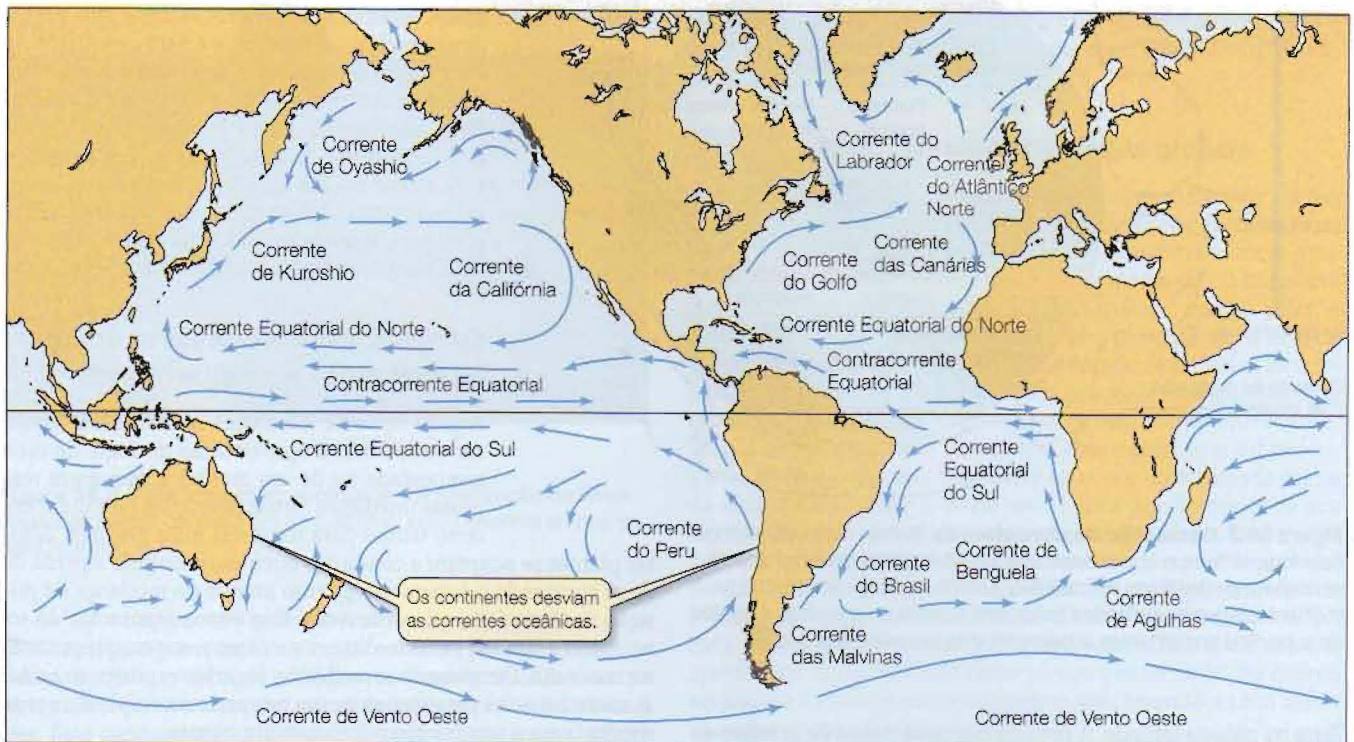 Corrente
de Oyashio
Corrente do
Labrador
Corrente
do Atlântico
Norte
Corrente
de Kuroshio
Corrente
da Califórnia
Corrente
do Golfo
Corrente
das Canárias
Corrente Equatorial do Norte
Corrente Equatorial do Norte
Contracorrente Equatorial
Contracorrente
Equatorial
Corrente Equatorial do Sul
Corrente
Equatorial
do Sul
Corrente
do Peru
Corrente
do Brasil
Corrente de
Benguela
Corrente
de Agulhas
Os continentes desviam
as correntes oceânicas.
Corrente
das Malvinas
Corrente de Vento Oeste
Corrente de Vento Oeste